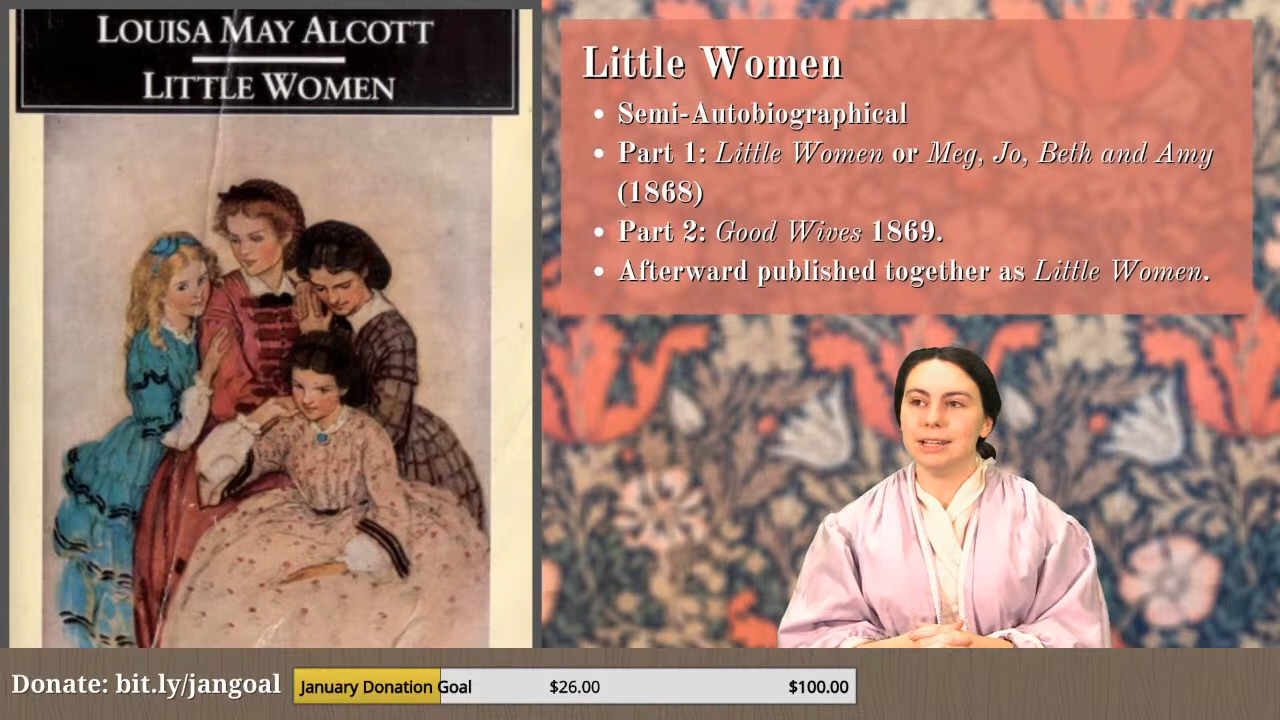 LOUISA MAY ALCOTT
LITTLE WOMEN
Little Women
• Semi-Autobiographical
• Part 1: Little Women or Meg, Jo, Beth and Amy
(1868)
• Part 2: Good Wives 1869.
• Afterward published together as Little Women.
Donate: bit.ly/jangoal
January Donation Goal $26.00 $100.00